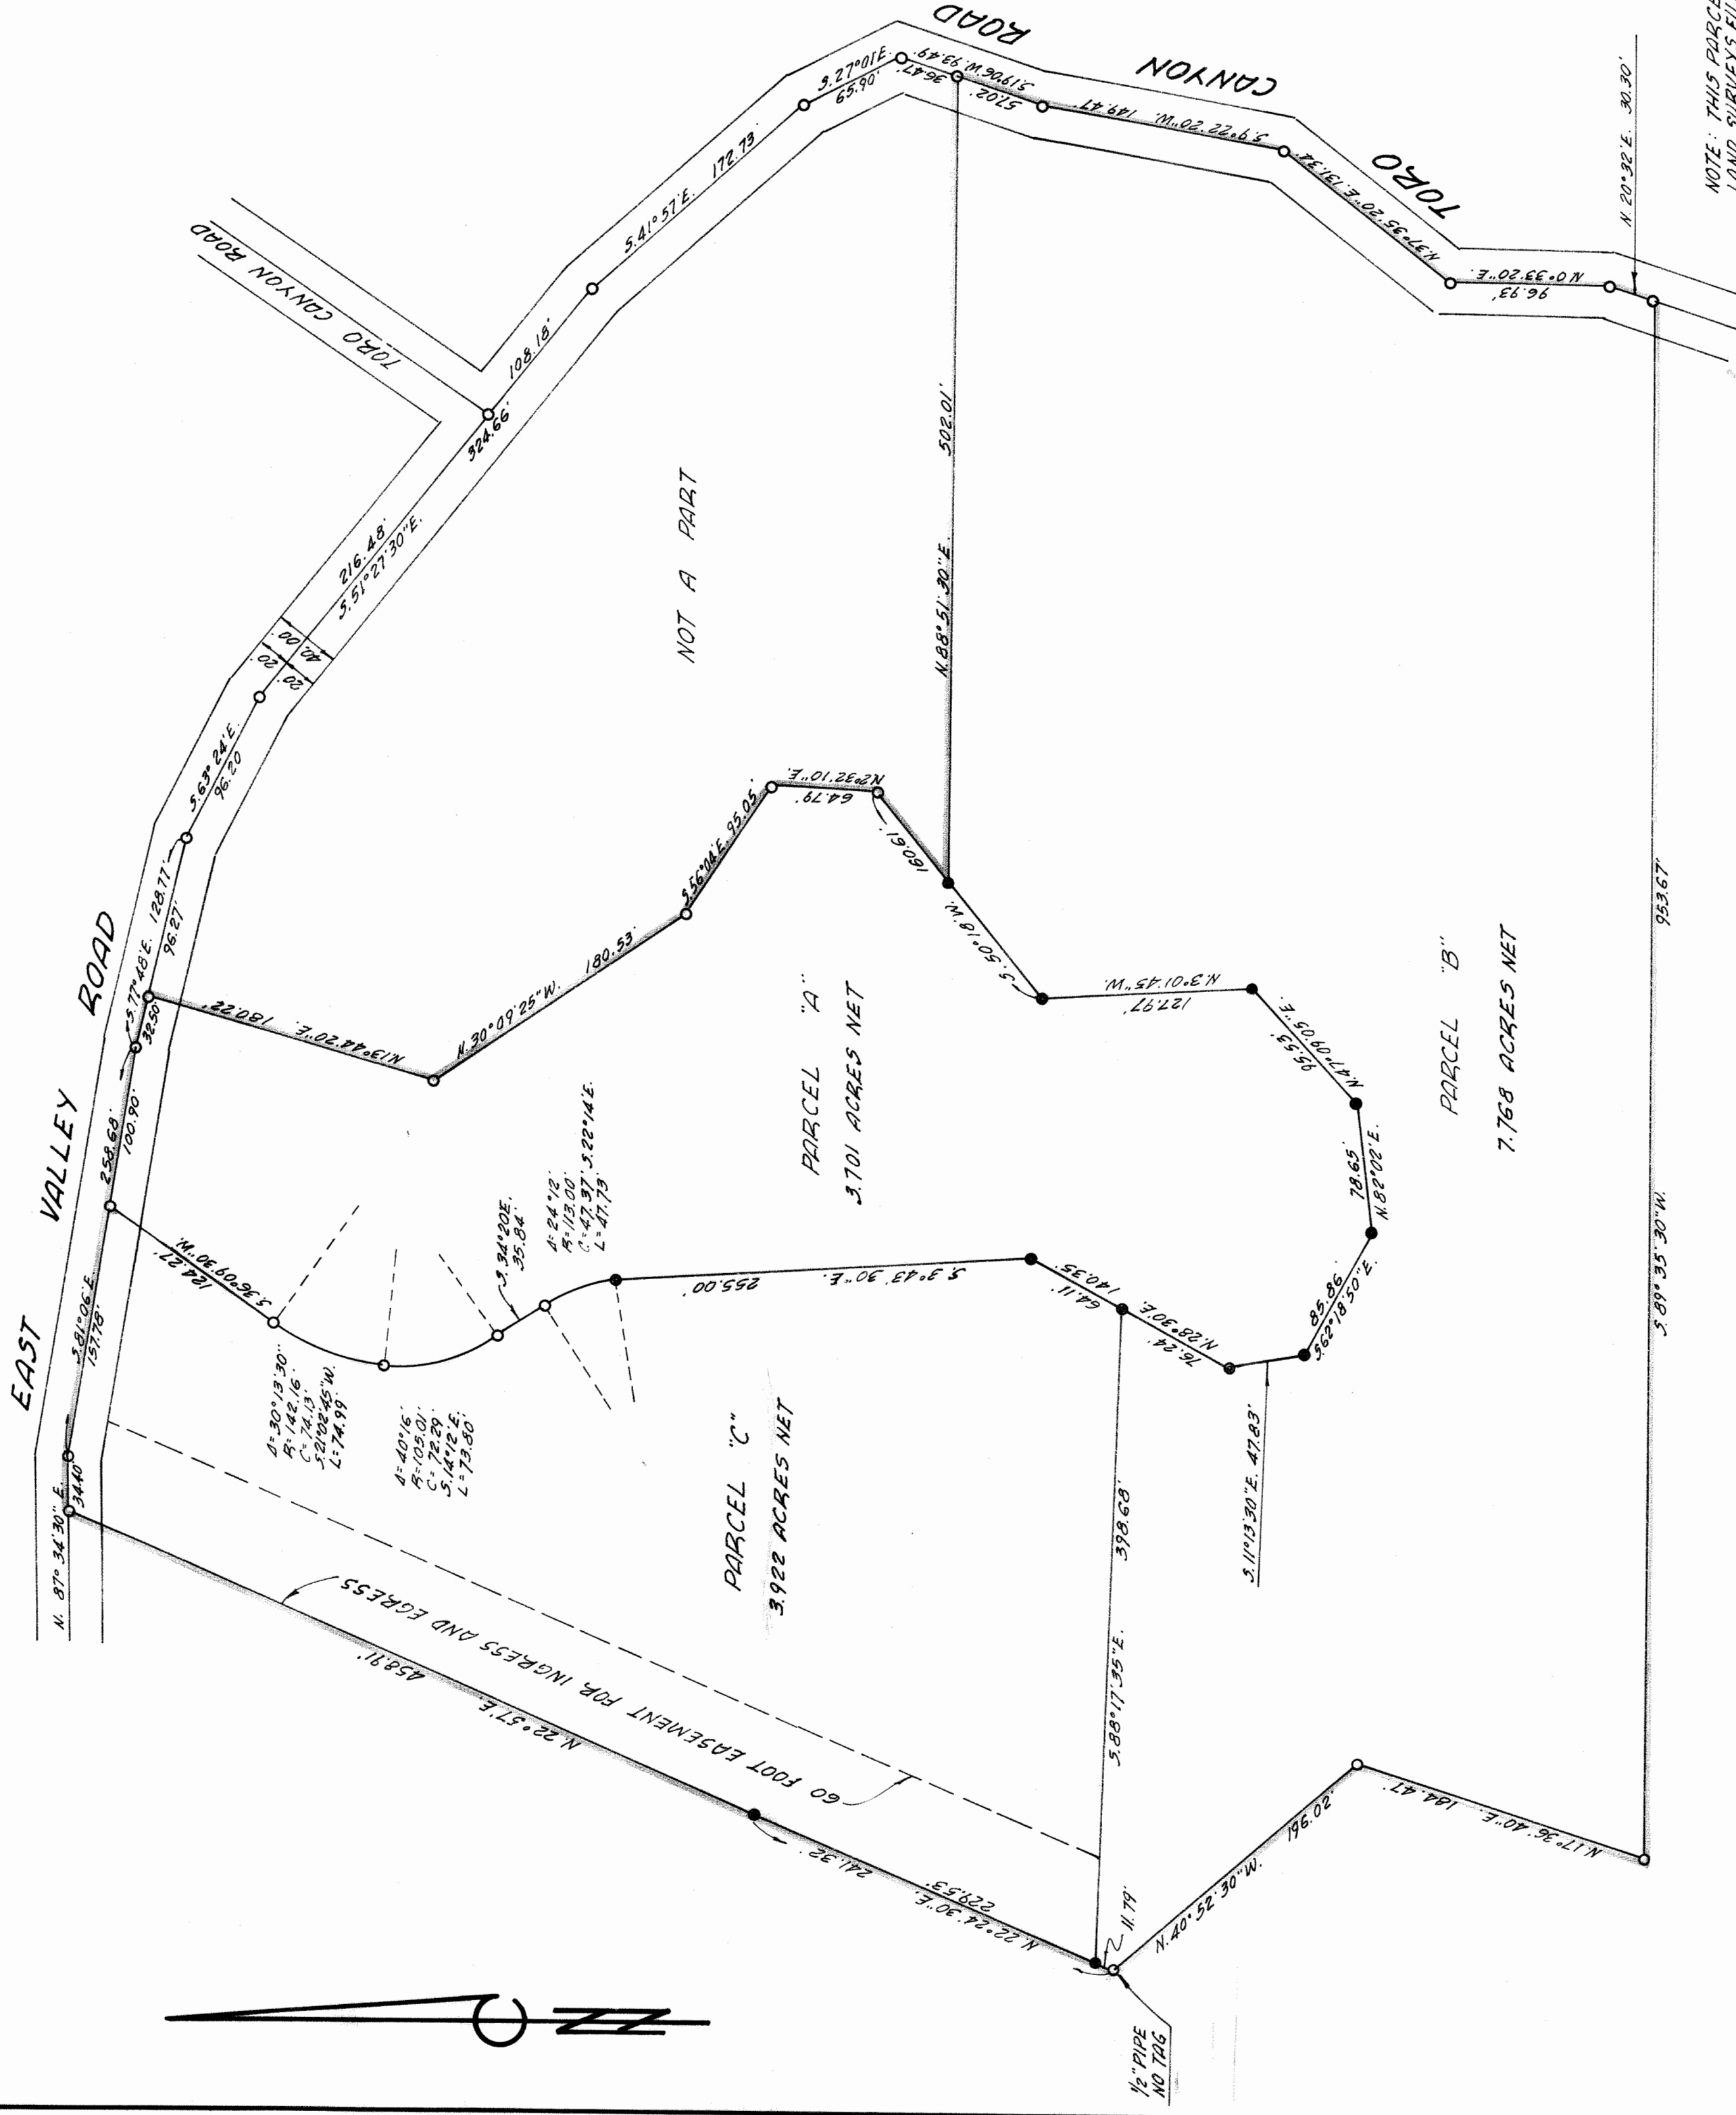 EAST VALLEY ROAD
TORO CANYON ROAD
TORO CANYON ROAD
N. 87° 34' 30" E.
34.40'
S.81°06'E. 258.68'
157.78'
100.90'
S.77°48'E. 128.77'
32.50'
96.27'
S.63°24'E.
96.20
20'
20'
40.00'
216.48'
S.51°27'30"E.
324.66'
108.18'
S.41°57'E. 172.73'
S.27°01'E.
65.90'
36.47'
S.19°06'W. 93.49'
57.02'
S.9°22'20"W. 149.47
N.37°35'20"E. 131.34'
N.0°33'20"E.
96.93'
N. 20°32'E. 30.30'
NOTE: THIS PARCE
LAND SURVEYS FIL
NOT A PART
N.88°51'30"E. 502.01'
N.13°44'20"E. 180.22'
N.30°09'25"W. 180.53'
S.56°04'E. 95.05'
N2°32'10"E.
64.79'
160.61'
S.50°18'W.
N.3°01'45"W.
127.97'
N.47°09'05"E.
95.53'
78.65'
N.82°02'E.
85.86'
S.62°18'50"E.
S.11°13'30"E. 47.83'
PARCEL "A"
3.701 ACRES NET
PARCEL "B"
7.768 ACRES NET
PARCEL "C"
3.922 ACRES NET
S.36°09'30"W.
124.27'
Δ=30°13'30"
R=142.16'
C=74.13'
S.21°02'45"W.
L=74.99'
Δ=40°16'
R=105.01'
C=72.29'
S.14°12'E.
L=73.80'
S.34°20'E.
35.84'
Δ=24°12'
R=113.00'
C=47.37' S.22°14'E.
L=47.73'
S.3°43'30"E. 255.00'
140.35'
64.11'
N.28°30'E.
76.24'
S.88°17'35"E. 398.68'
60 FOOT EASEMENT FOR INGRESS AND EGRESS
N.22°57'E. 458.91'
241.32'
N.22°24'30"E.
229.53'
11.79'
N.40°52'30"W. 196.02'
N.17°36'40"E. 184.47'
S.89°35'30"W. 953.67'
1/2" PIPE
NO TAG
N